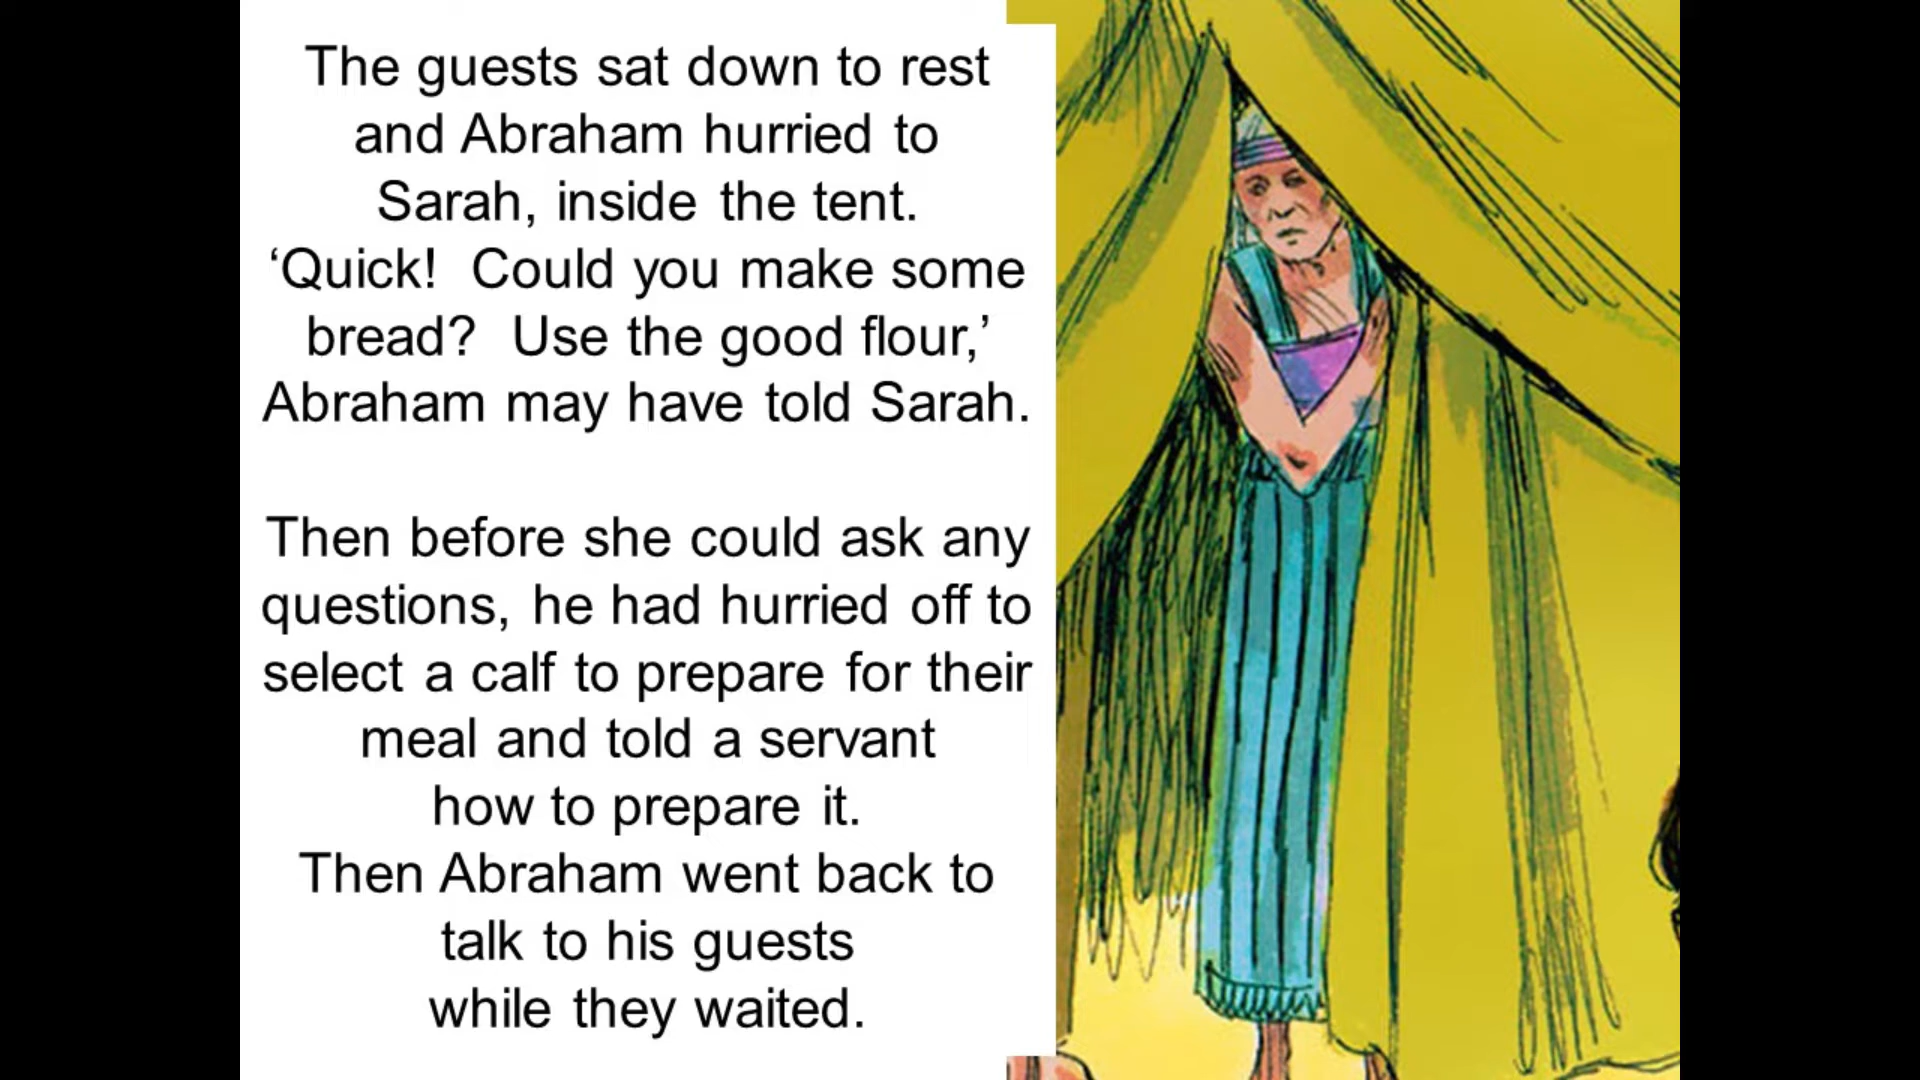 The guests sat down to rest
and Abraham hurried to
Sarah, inside the tent.
‘Quick!  Could you make some
bread?  Use the good flour,’
Abraham may have told Sarah.
Then before she could ask any
questions, he had hurried off to
select a calf to prepare for their
meal and told a servant
how to prepare it.
Then Abraham went back to
talk to his guests
while they waited.